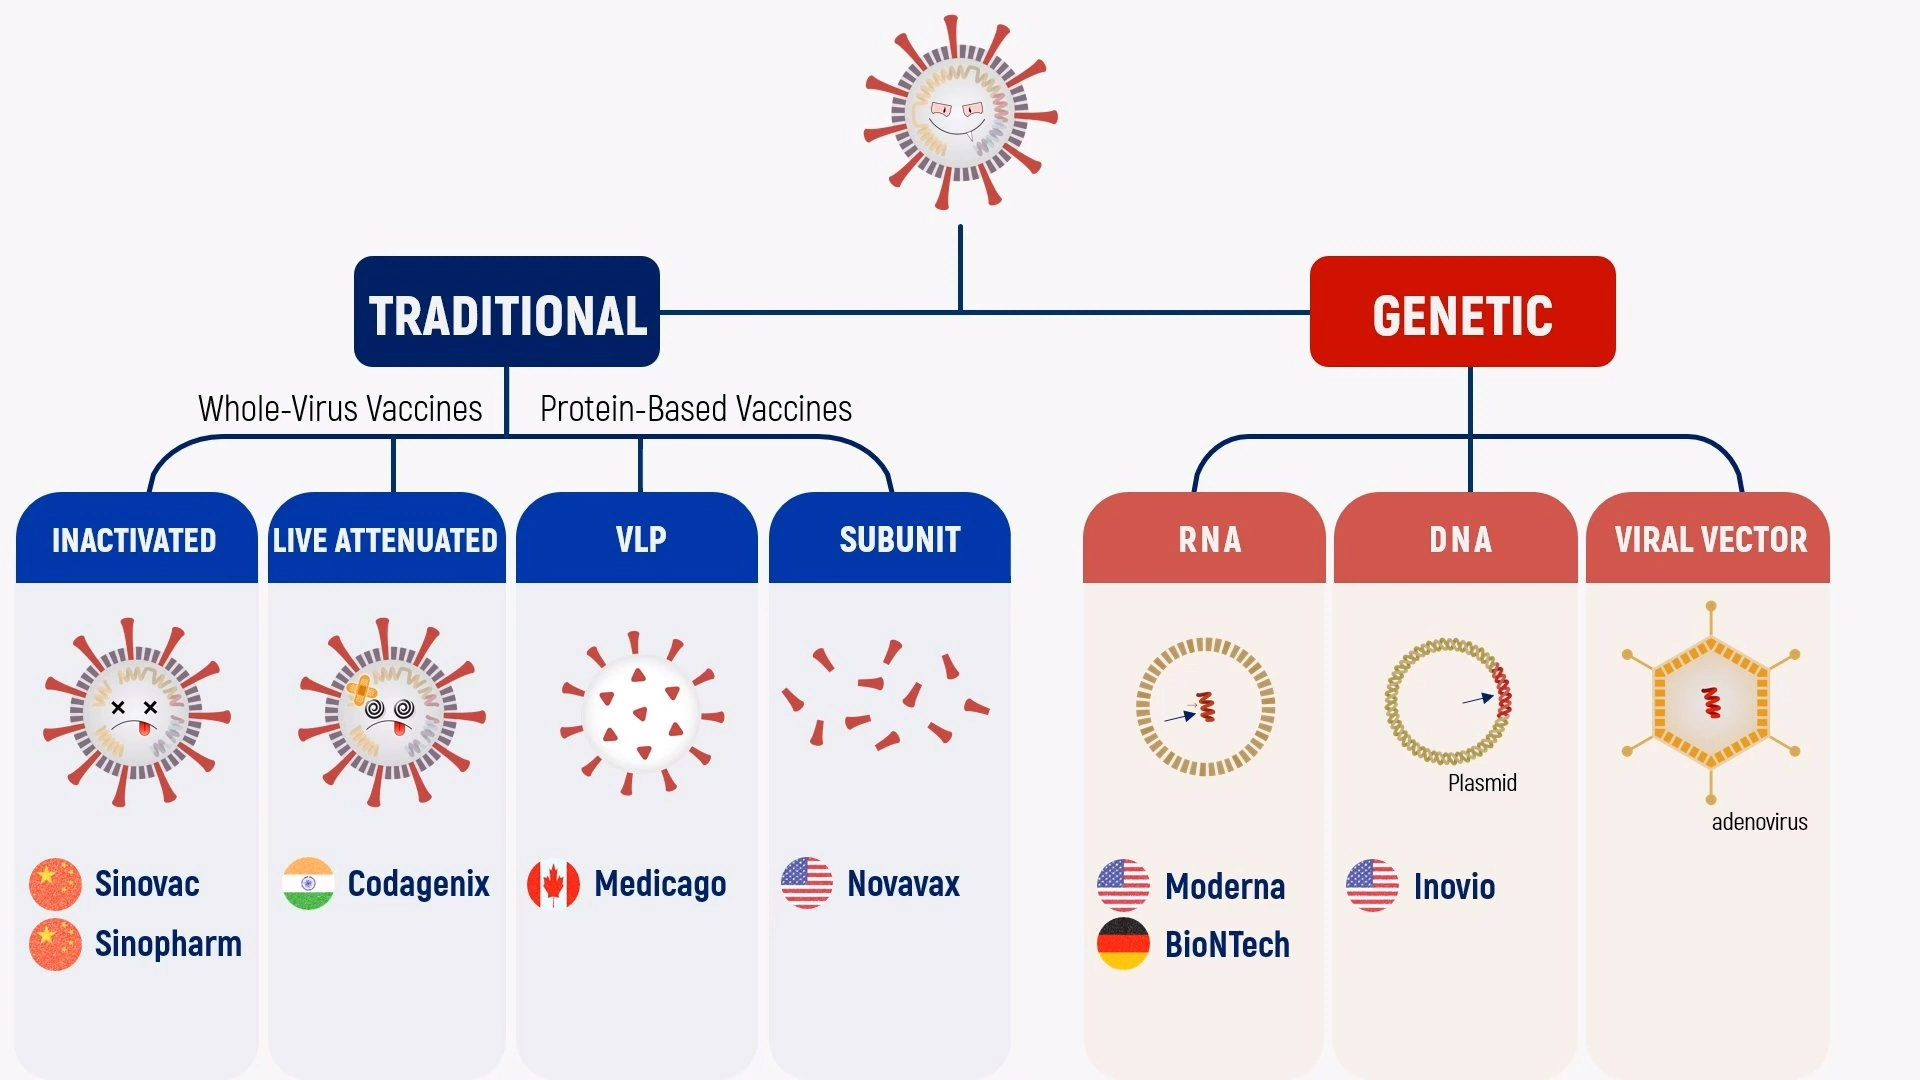 TRADITIONAL
GENETIC
Whole-Virus Vaccines
Protein-Based Vaccines
INACTIVATED
LIVE ATTENUATED
VLP
SUBUNIT
RNA
DNA
VIRAL VECTOR
Plasmid
adenovirus
Sinovac
Sinopharm
Codagenix
Medicago
Novavax
Moderna
BioNTech
Inovio